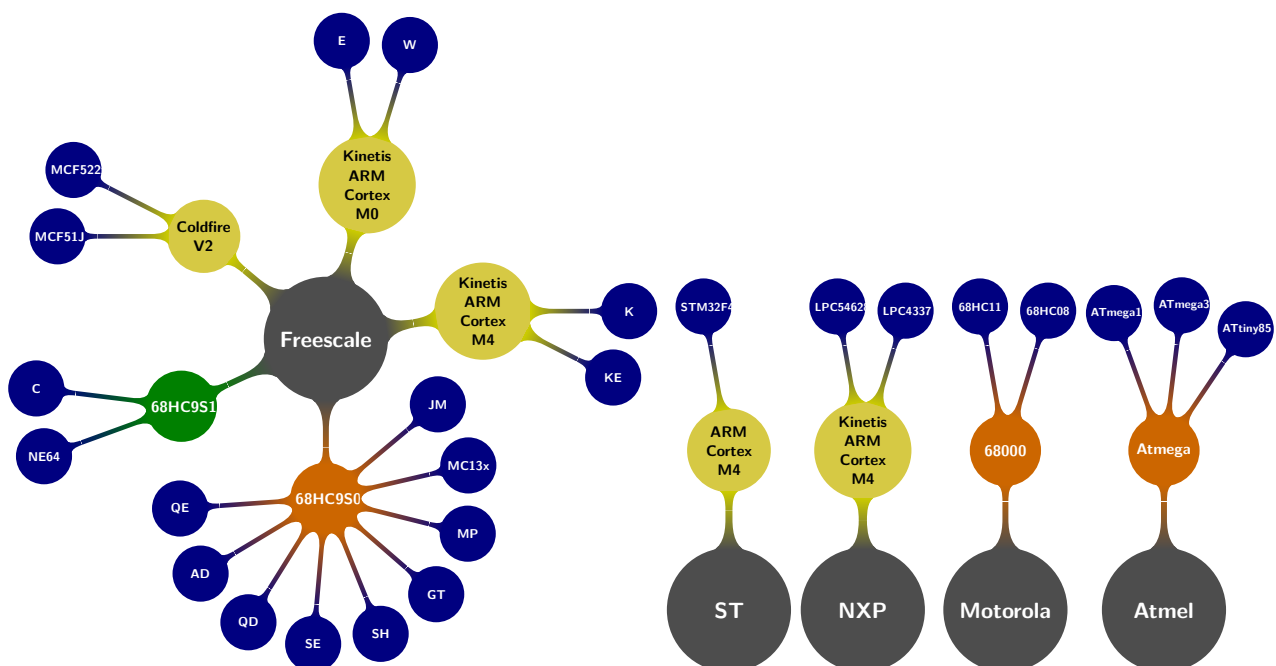 E
W
Kinetis
ARM
Cortex
M0
MCF522
MCF51J
Coldfire
V2
Kinetis
ARM
Cortex
M4
K
KE
Freescale
C
NE64
68HC9S1
68HC9S0
JM
MC13x
MP
GT
SH
SE
QD
AD
QE
STM32F4
ARM
Cortex
M4
ST
LPC54628
LPC4337
Kinetis
ARM
Cortex
M4
NXP
68HC11
68HC08
68000
Motorola
ATmega1
ATmega3
ATtiny85
Atmega
Atmel